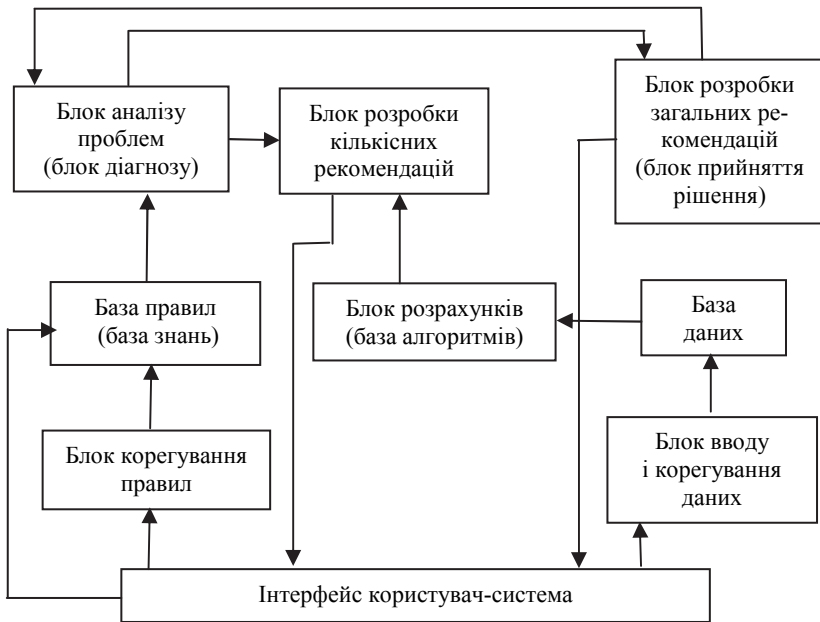 Блок аналізу
проблем
(блок діагнозу)
Блок розробки
кількісних
рекомендацій
Блок розробки
загальних ре-
комендацій
(блок прийняття
рішення)
База правил
(база знань)
Блок розрахунків
(база алгоритмів)
База
даних
Блок корегування
правил
Блок вводу
і корегування
даних
Інтерфейс користувач-система